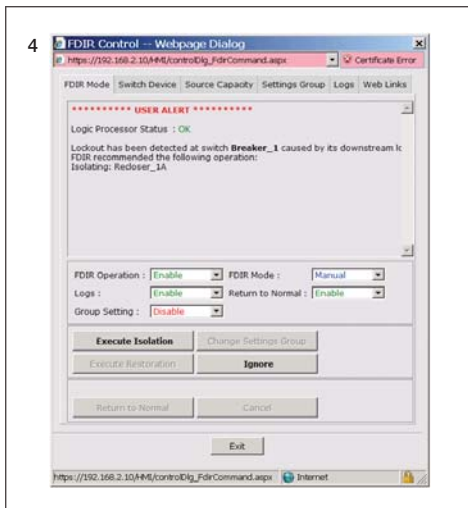 4
FDIR Control -- Webpage Dialog
https://192.168.2.10/HMI/controlDlg_FdirCommand.aspx Certificate Error
FDIR Mode Switch Device Source Capacity Settings Group Logs Web Links
********** USER ALERT **********
Logic Processor Status : OK
Lockout has been detected at switch Breaker_1 caused by its downstream lc
FDIR recommended the following operation:
Isolating: Recloser_1A
FDIR Operation : Enable FDIR Mode : Manual
Logs : Enable Return to Normal : Enable
Group Setting : Disable
Execute Isolation Change Settings Group
Execute Restoration Ignore
Return to Normal Cancel
Exit
https://192.168.2.10/HMI/controlDlg_FdirCommand.aspx Internet